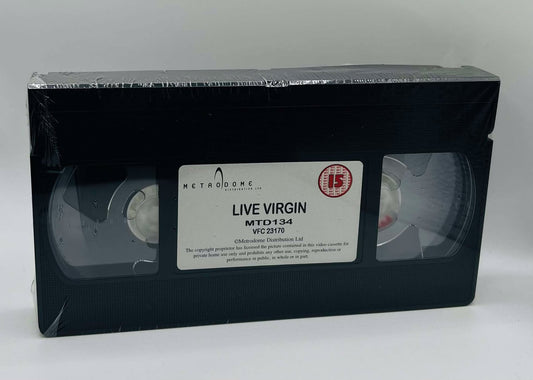 METRODOME
DISTRIBUTION LTD
15
LIVE VIRGIN
MTD134
VFC 23170
©Metrodome Distribution Ltd
The copyright proprietor has licensed the picture contained in this video cassette for
private home use only and prohibits any other use, copying, reproduction or
performance in public, in whole or in part.